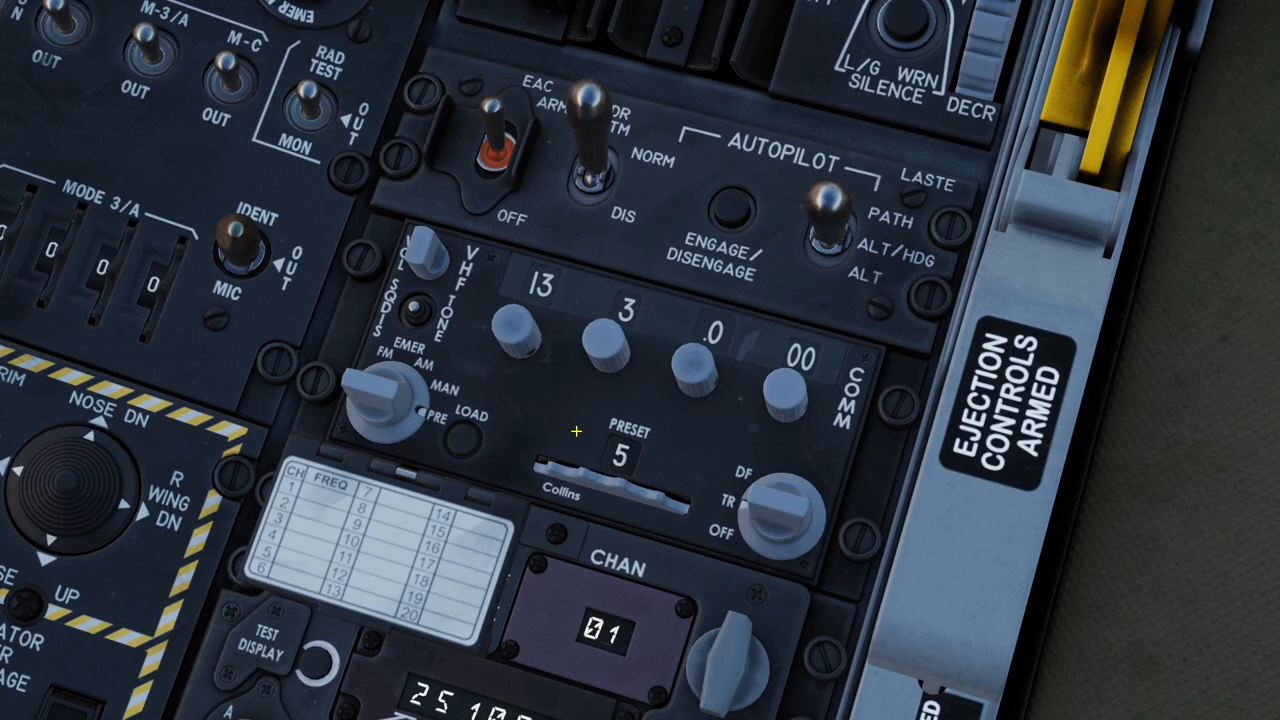 M-3/A
M-C
OUT
OUT
OUT
RAD
TEST
MON
OUT
EMER
MODE 3/A
0
0
0
IDENT
MIC
OUT
EAC
ARM
NORM
DIS
OFF
AUTOPILOT
ENGAGE/
DISENGAGE
LASTE
PATH
ALT/HDG
ALT
L/G WRN
SILENCE
DECR
VHF
TONE
SQ DIS
13
3
.0
00
COMM
EMER
FM
AM
MAN
PRE
LOAD
PRESET
5
Collins
DF
TR
OFF
CH FREQ
1
2
3
4
5
6
7
8
9
10
11
12
13
14
15
16
17
18
19
20
CHAN
01
TEST
DISPLAY
NOSE DN
R
WING
DN
UP
EJECTION
CONTROLS
ARMED